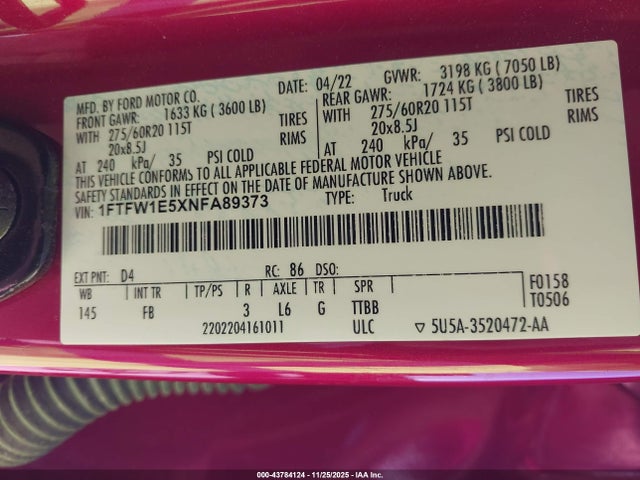 MFD. BY FORD MOTOR CO.
DATE: 04/22 GVWR: 3198 KG ( 7050 LB)
FRONT GAWR: 1633 KG ( 3600 LB)
REAR GAWR: 1724 KG ( 3800 LB)
WITH 275/60R20 115T TIRES
WITH 275/60R20 115T TIRES
20x8.5J RIMS
20x8.5J RIMS
AT 240 kPa/ 35 PSI COLD
AT 240 kPa/ 35 PSI COLD
THIS VEHICLE CONFORMS TO ALL APPLICABLE FEDERAL MOTOR VEHICLE
SAFETY STANDARDS IN EFFECT ON THE DATE OF MANUFACTURE SHOWN ABOVE.
VIN: 1FTFW1E5XNFA89373 TYPE: Truck
EXT PNT: D4 RC: 86 DSO:
WB INT TR TP/PS R AXLE TR SPR
145 FB 3 L6 G TTBB
F0158
T0506
2202204161011 ULC ▽ 5U5A-3520472-AA
000-43784124 - 11/25/2025 - IAA Inc.